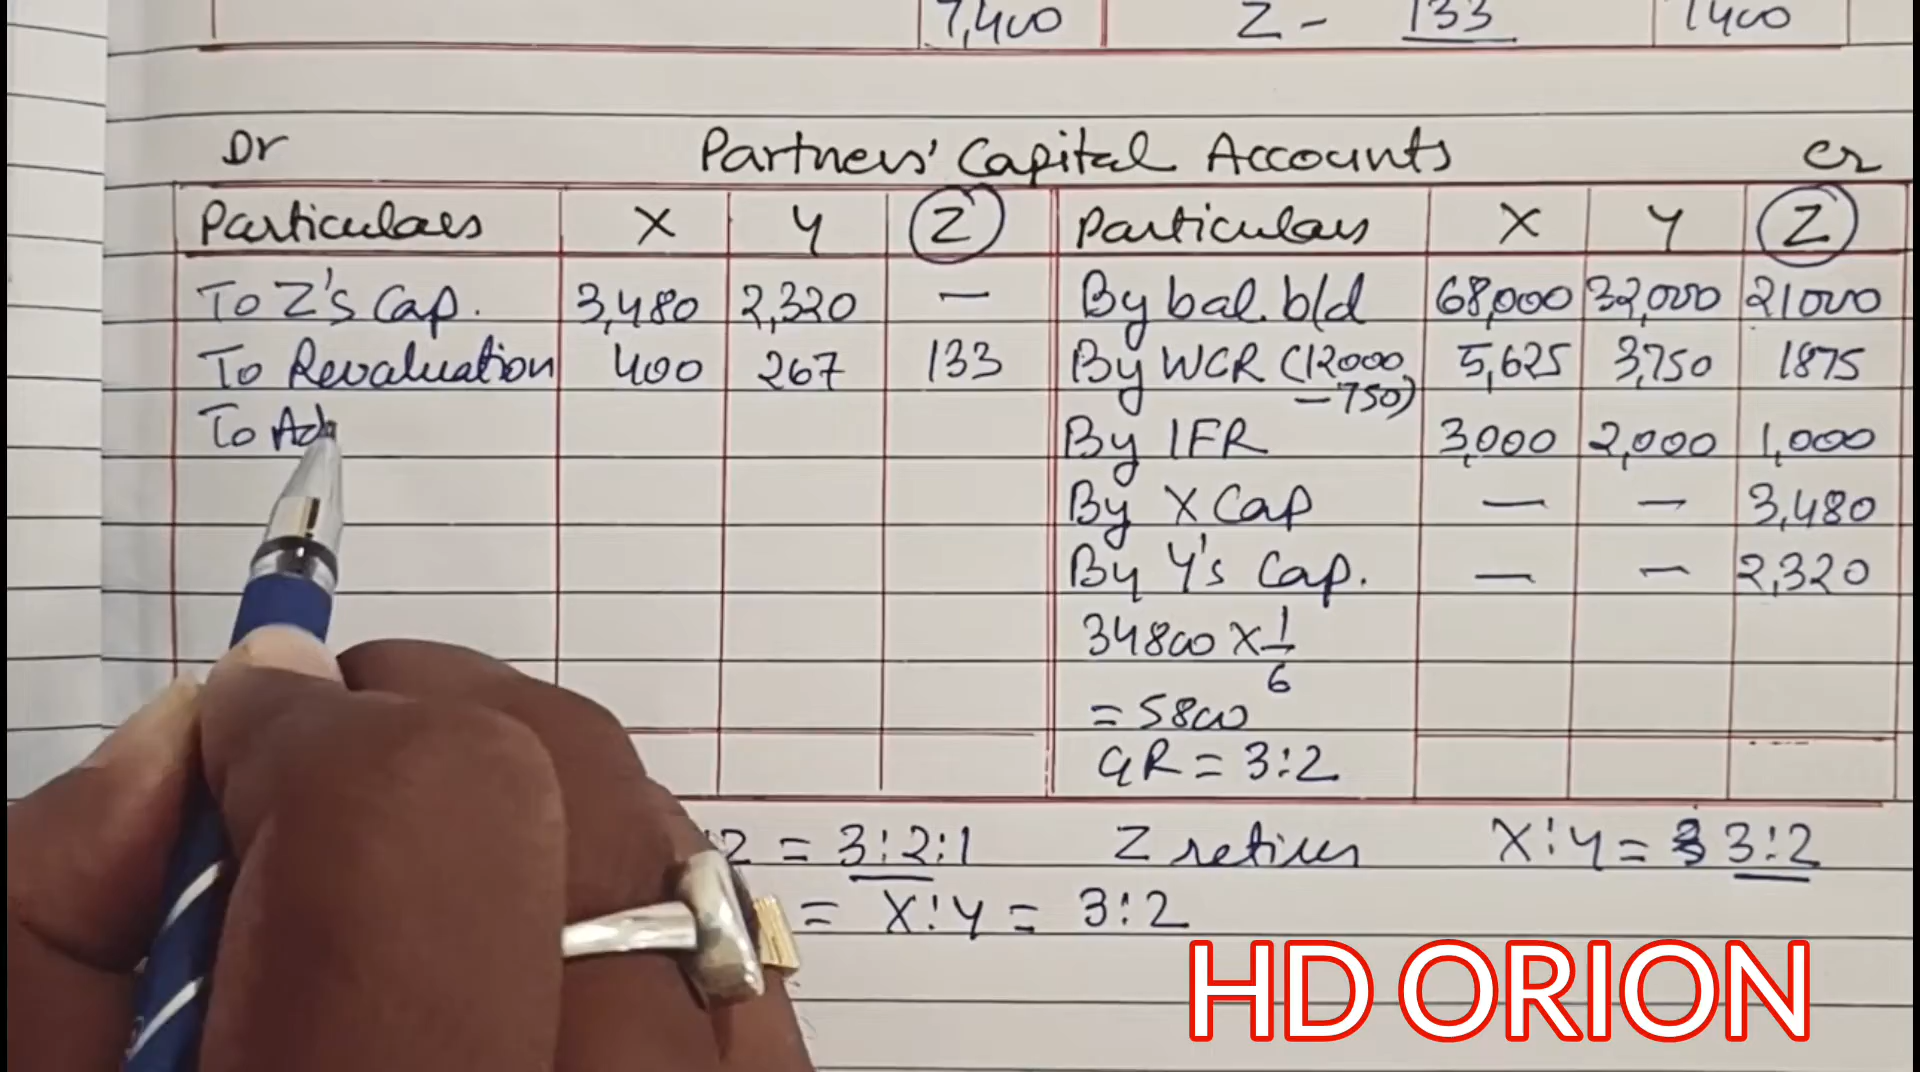 7,400 Z - 133 7400
Dr Partners' Capital Accounts Cr
Particulars X Y Z Particulars X Y Z
To Z's Cap. 3,480 2,320 — By bal. b/d 68,000 32,000 21000
To Revaluation 400 267 133 By WCR (12000 5,625 3,750 1875
— 750)
To Ad By IFR 3,000 2,000 1,000
By X Cap — — 3,480
By Y's Cap. — — 2,320
34800 X 1/6
= 5800
GR = 3:2
= 3:2:1 Z retires X:Y = 3:2
= X:Y = 3:2
HD ORION